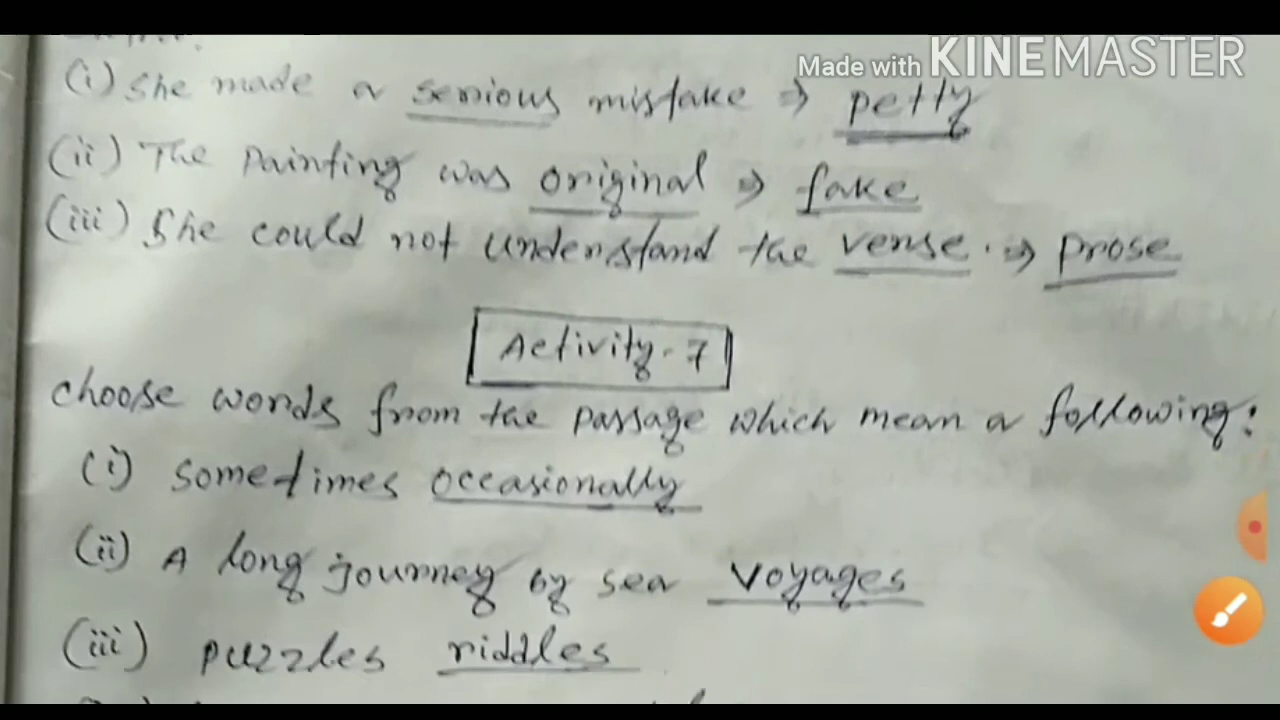 Made with KINEMASTER
(i) She made a serious mistake ⇒ petty
(ii) The painting was original ⇒ fake
(iii) She could not understand the verse. ⇒ prose
Activity-7
choose words from the passage which mean a following:
(i) sometimes occasionally
(ii) A long journey by sea voyages
(iii) puzzles riddles